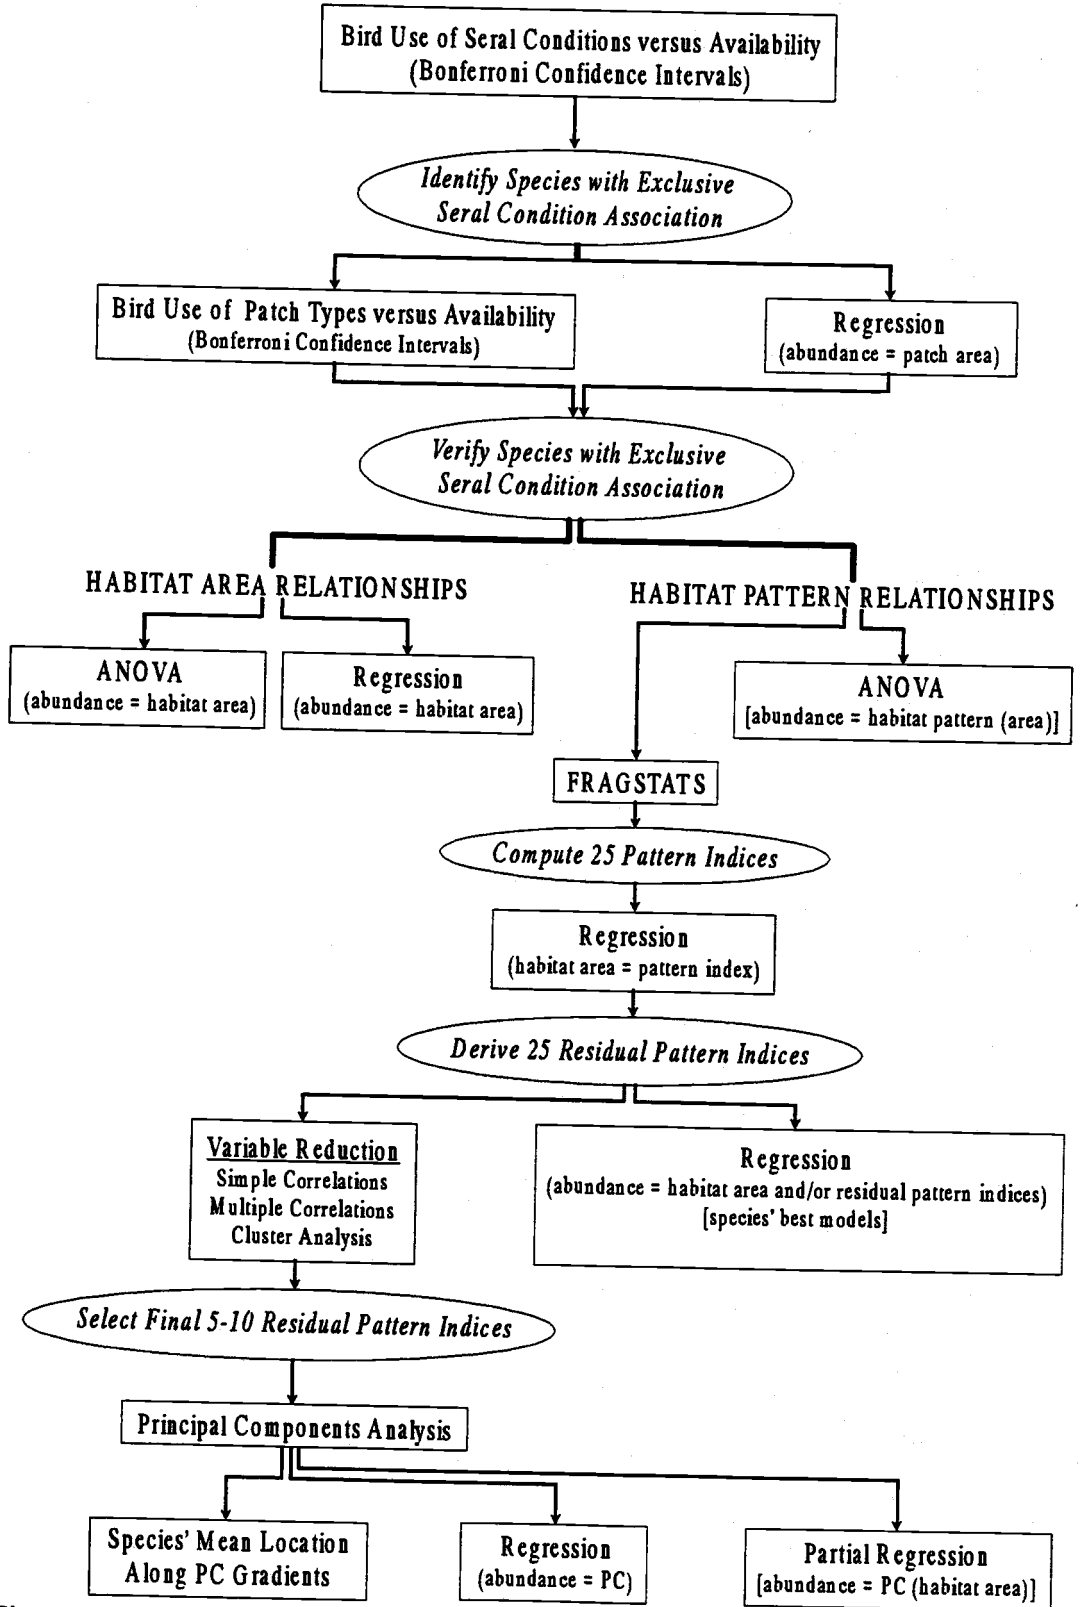 Bird Use of Seral Conditions versus Availability
(Bonferroni Confidence Intervals)
Identify Species with Exclusive
Seral Condition Association
Bird Use of Patch Types versus Availability
(Bonferroni Confidence Intervals)
Regression
(abundance = patch area)
Verify Species with Exclusive
Seral Condition Association
HABITAT AREA RELATIONSHIPS
HABITAT PATTERN RELATIONSHIPS
ANOVA
(abundance = habitat area)
Regression
(abundance = habitat area)
ANOVA
[abundance = habitat pattern (area)]
FRAGSTATS
Compute 25 Pattern Indices
Regression
(habitat area = pattern index)
Derive 25 Residual Pattern Indices
Variable Reduction
Simple Correlations
Multiple Correlations
Cluster Analysis
Regression
(abundance = habitat area and/or residual pattern indices)
[species' best models]
Select Final 5-10 Residual Pattern Indices
Principal Components Analysis
Species' Mean Location
Along PC Gradients
Regression
(abundance = PC)
Partial Regression
[abundance = PC (habitat area)]